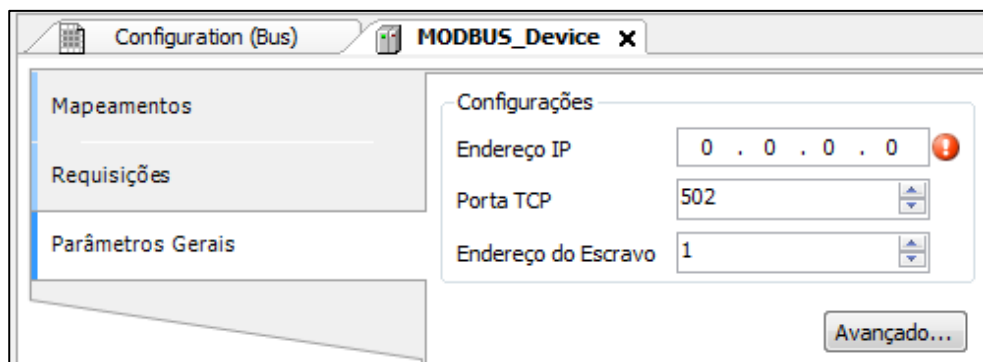 Configuration (Bus) MODBUS_Device x
Mapeamentos
Requisições
Parâmetros Gerais
Configurações
Endereço IP 0 . 0 . 0 . 0
Porta TCP 502
Endereço do Escravo 1
Avançado...